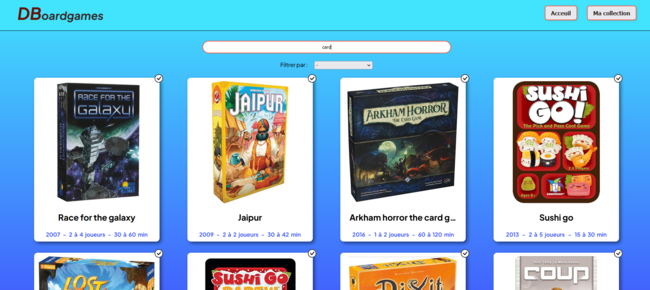 DBoardgames
Acceuil
Ma collection
card
Filtrer par :
-
RACE FOR THE
GALAXY
JAIPUR
ARKHAM HORROR
THE CARD GAME
SUSHI
GO!
The Pick and Pass Card Game
Race for the galaxy
Jaipur
Arkham horror the card g...
Sushi go
2007 - 2 à 4 joueurs - 30 à 60 min
2009 - 2 à 2 joueurs - 30 à 42 min
2016 - 1 à 2 joueurs - 60 à 120 min
2013 - 2 à 5 joueurs - 15 à 30 min
LOST
SUSHI GO
DiXit
coup